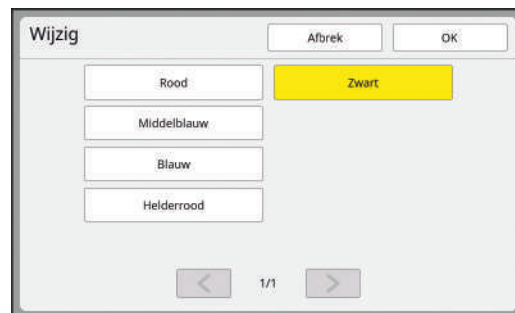 Wijzig
Afbrek
OK
Rood
Zwart
Middelblauw
Blauw
Helderrood
1/1